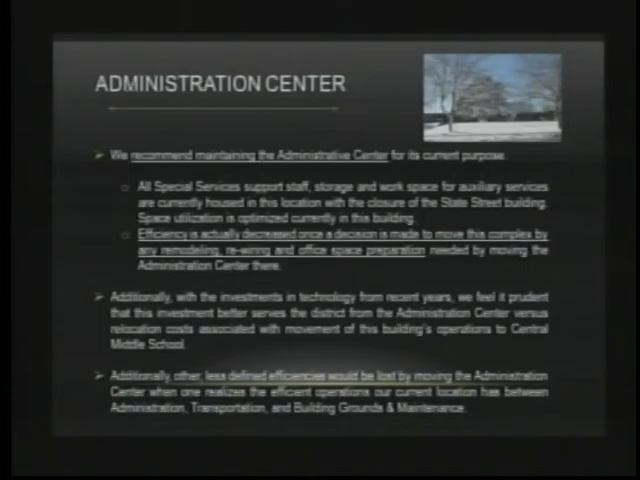 ADMINISTRATION CENTER
➢ We recommend maintaining the Administrative Center for its current purpose.
○ All Special Services support staff, storage and work space for auxiliary services
are currently housed in this location with the closure of the State Street building.
Space utilization is optimized currently in this building.
○ Efficiency is actually decreased once a decision is made to move this complex by
any remodeling, re-wiring and office space preparation needed by moving the
Administration Center there.
➢ Additionally, with the investments in technology from recent years, we feel it prudent
that this investment better serves the district from the Administration Center versus
relocation costs associated with movement of this building's operations to Central
Middle School.
➢ Additionally, other, less defined efficiencies would be lost by moving the Administration
Center when one realizes the efficient operations our current location has between
Administration, Transportation, and Building Grounds & Maintenance.